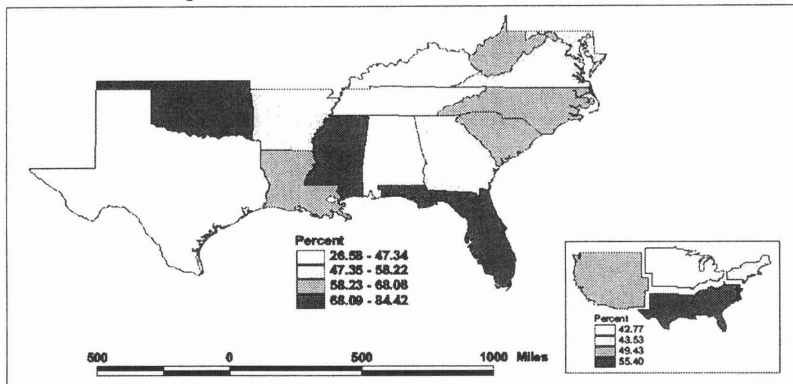 Percent
26.58 - 47.34
47.35 - 58.22
58.23 - 68.08
68.09 - 84.42
500 0 500 1000 Miles
Percent
42.77
43.53
49.43
55.40